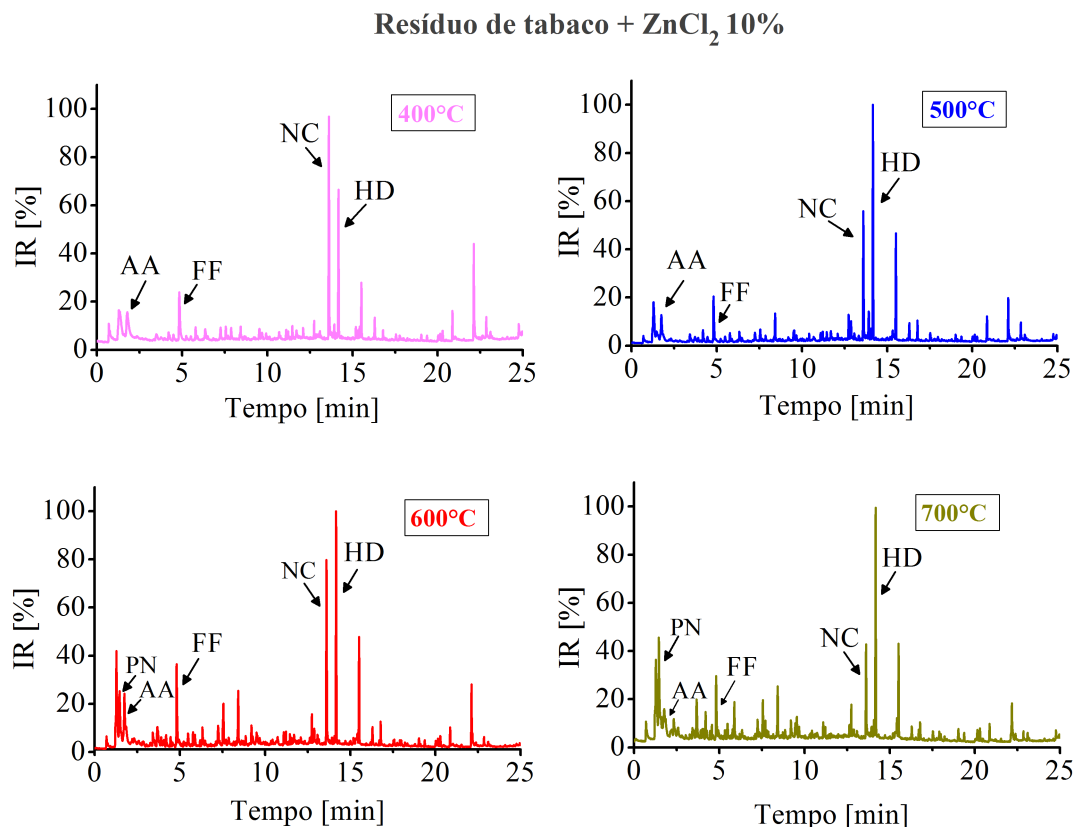 Resíduo de tabaco + ZnCl2 10%
400°C
100
80
60
40
20
0
IR [%]
NC
HD
AA
FF
0 5 10 15 20 25
Tempo [min]
500°C
100
80
60
40
20
0
IR [%]
HD
NC
AA
FF
0 5 10 15 20 25
Tempo [min]
600°C
100
80
60
40
20
0
IR [%]
HD
NC
FF
PN
AA
0 5 10 15 20 25
Tempo [min]
700°C
100
80
60
40
20
0
IR [%]
HD
NC
PN
FF
AA
0 5 10 15 20 25
Tempo [min]